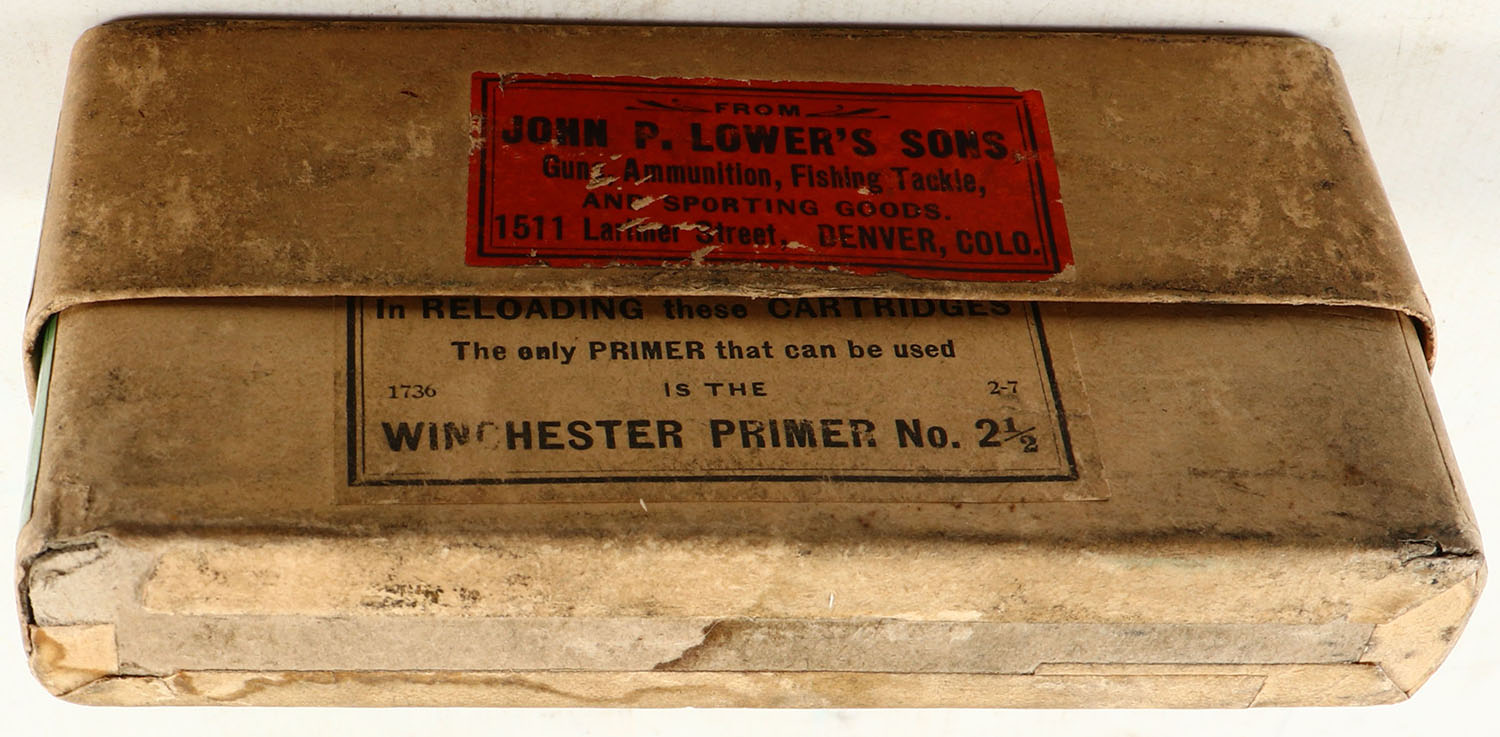 FROM
JOHN P. LOWER'S SONS,
Guns, Ammunition, Fishing Tackle,
AND SPORTING GOODS.
1511 Larimer Street, DENVER, COLO.
In RELOADING these CARTRIDGES
The only PRIMER that can be used
1736 IS THE 2-7
WINCHESTER PRIMER No. 2½